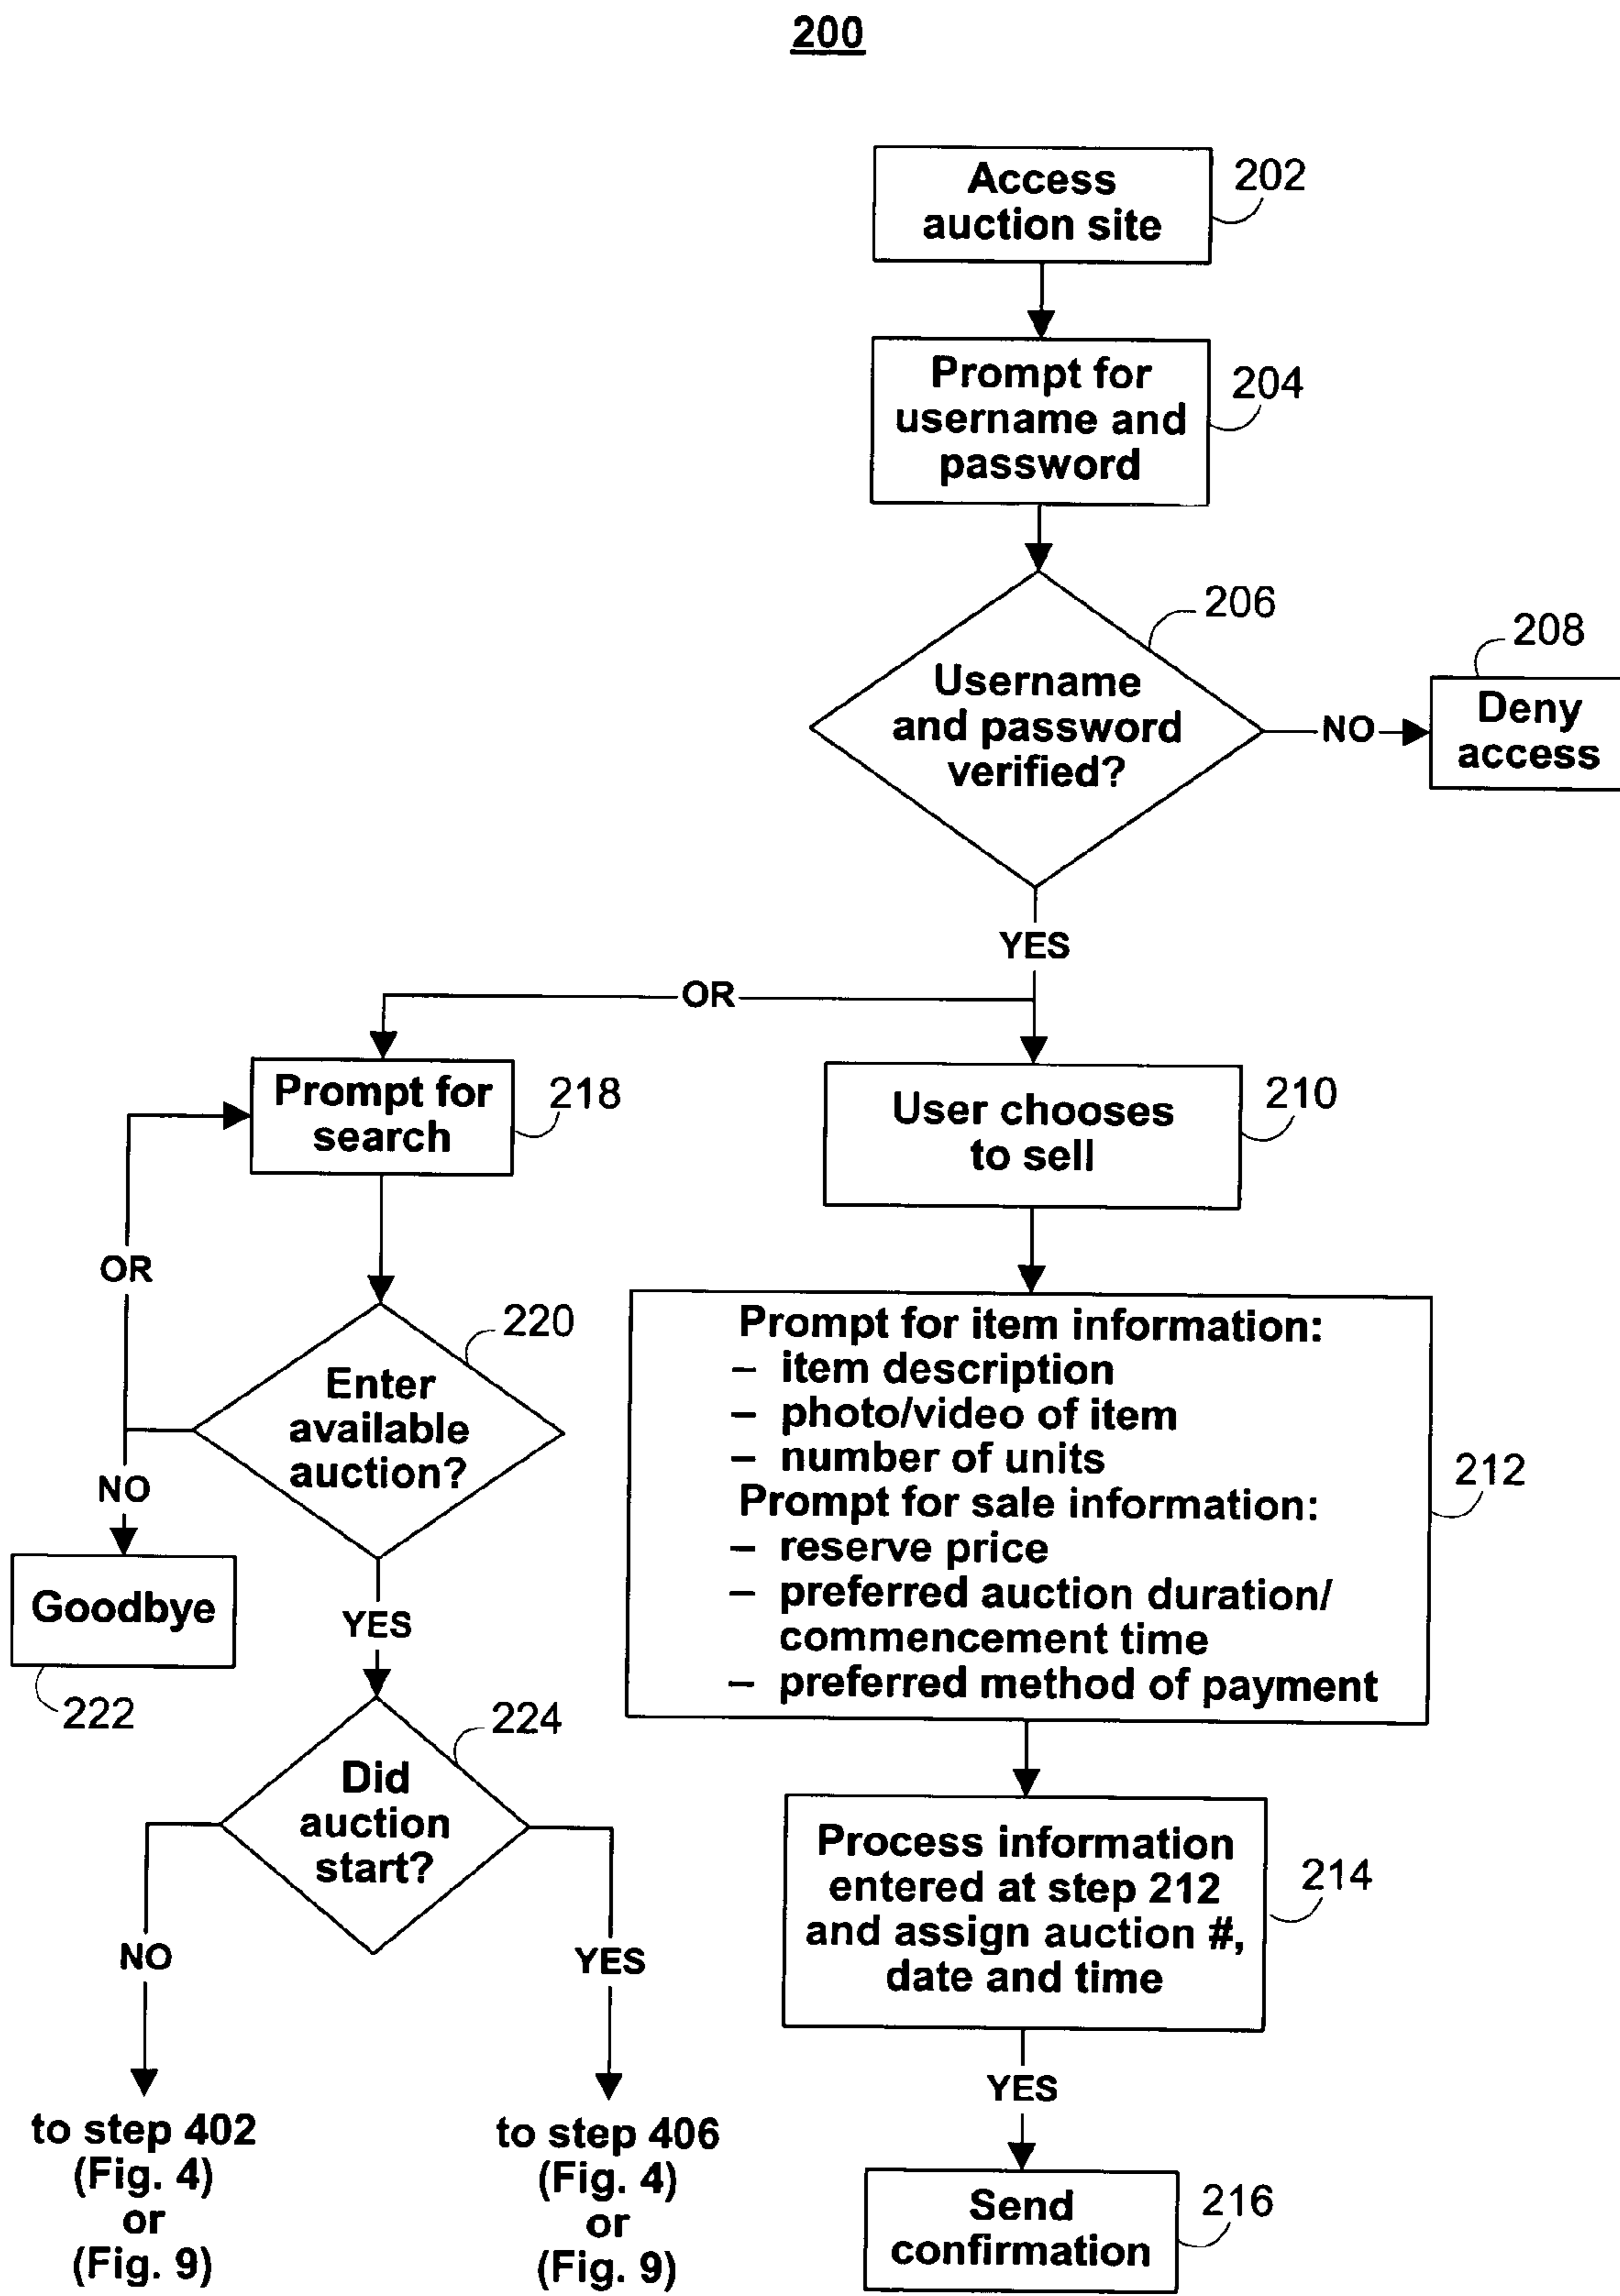 200
Access
auction site
202
Prompt for
username and
password
204
206
Username
and password
verified?
NO
208
Deny
access
YES
OR
Prompt for
search
218
User chooses
to sell
210
OR
220
Enter
available
auction?
NO
Goodbye
222
YES
Prompt for item information:
– item description
– photo/video of item
– number of units
Prompt for sale information:
– reserve price
– preferred auction duration/
commencement time
– preferred method of payment
212
224
Did
auction
start?
NO
YES
Process information
entered at step 212
and assign auction #,
date and time
214
YES
to step 402
(Fig. 4)
or
(Fig. 9)
to step 406
(Fig. 4)
or
(Fig. 9)
Send
confirmation
216